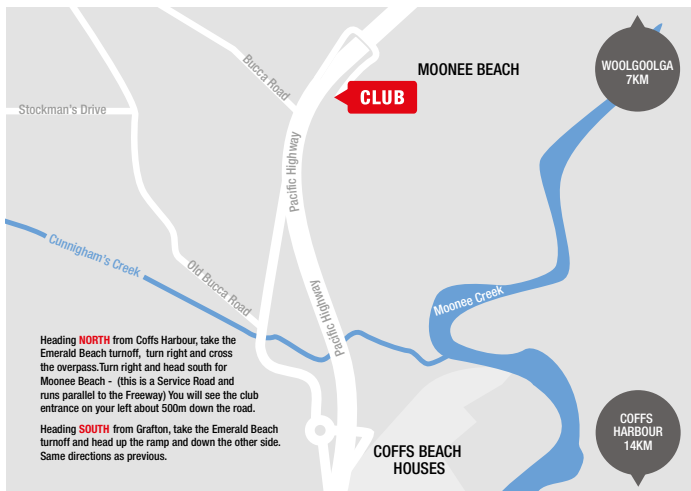 Bucca Road
MOONEE BEACH
WOOLGOOLGA
7KM
CLUB
Stockman's Drive
Pacific Highway
Cunnigham's Creek
Old Bucca Road
Pacific Highway
Moonee Creek
Heading NORTH from Coffs Harbour, take the
Emerald Beach turnoff, turn right and cross
the overpass.Turn right and head south for
Moonee Beach - (this is a Service Road and
runs parallel to the Freeway) You will see the club
entrance on your left about 500m down the road.
Heading SOUTH from Grafton, take the Emerald Beach
turnoff and head up the ramp and down the other side.
Same directions as previous.
COFFS BEACH
HOUSES
COFFS
HARBOUR
14KM